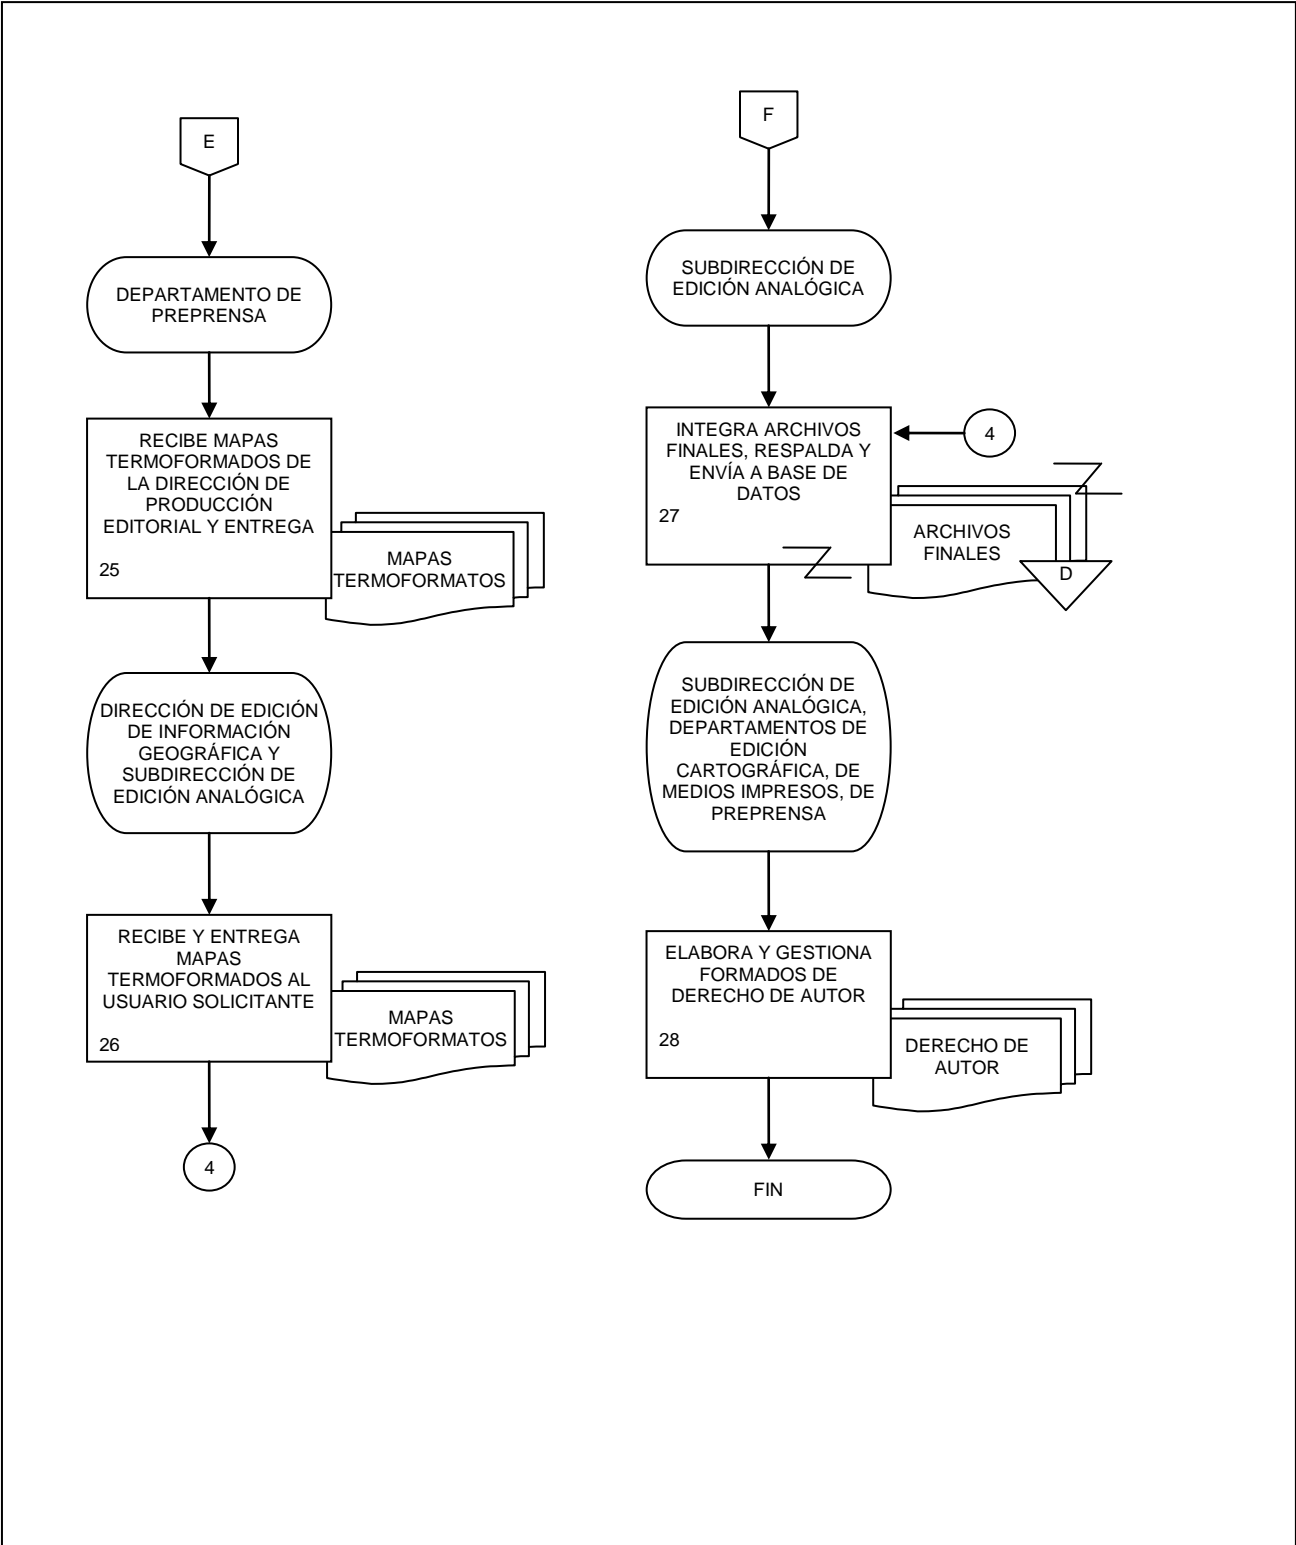 E
DEPARTAMENTO DE
PREPRENSA
RECIBE MAPAS
TERMOFORMADOS DE
LA DIRECCIÓN DE
PRODUCCIÓN
EDITORIAL Y ENTREGA
25
MAPAS
TERMOFORMATOS
DIRECCIÓN DE EDICIÓN
DE INFORMACIÓN
GEOGRÁFICA Y
SUBDIRECCIÓN DE
EDICIÓN ANALÓGICA
RECIBE Y ENTREGA
MAPAS
TERMOFORMADOS AL
USUARIO SOLICITANTE
26
MAPAS
TERMOFORMATOS
4
F
SUBDIRECCIÓN DE
EDICIÓN ANALÓGICA
INTEGRA ARCHIVOS
FINALES, RESPALDA Y
ENVÍA A BASE DE
DATOS
27
4
ARCHIVOS
FINALES
D
SUBDIRECCIÓN DE
EDICIÓN ANALÓGICA,
DEPARTAMENTOS DE
EDICIÓN
CARTOGRÁFICA, DE
MEDIOS IMPRESOS, DE
PREPRENSA
ELABORA Y GESTIONA
FORMADOS DE
DERECHO DE AUTOR
28
DERECHO DE
AUTOR
FIN